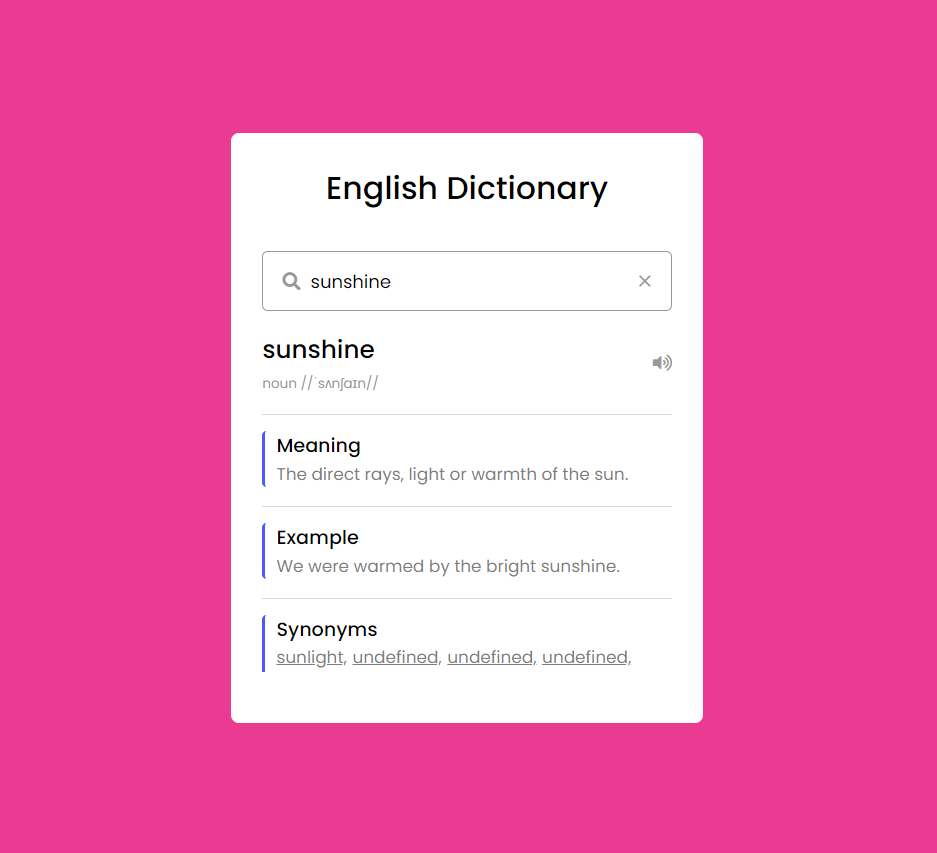 English Dictionary
sunshine
sunshine
noun //ˈsʌnʃaɪn//
Meaning
The direct rays, light or warmth of the sun.
Example
We were warmed by the bright sunshine.
Synonyms
sunlight, undefined, undefined, undefined,